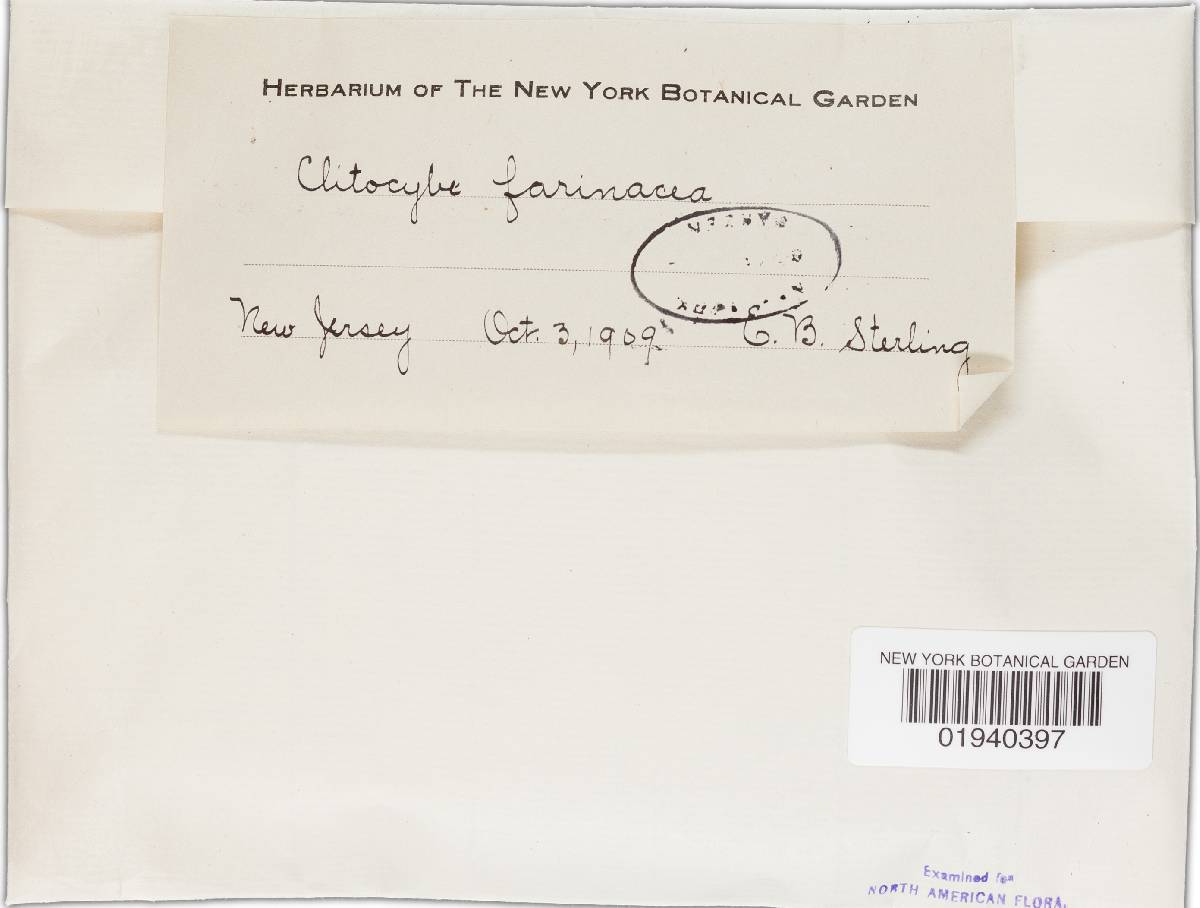 HERBARIUM OF THE NEW YORK BOTANICAL GARDEN
Clitocybe farinacea
New Jersey Oct. 3, 1909 E. B. Sterling
NEW YORK BOTANICAL GARDEN
01940397
Examined for
NORTH AMERICAN FLORA.